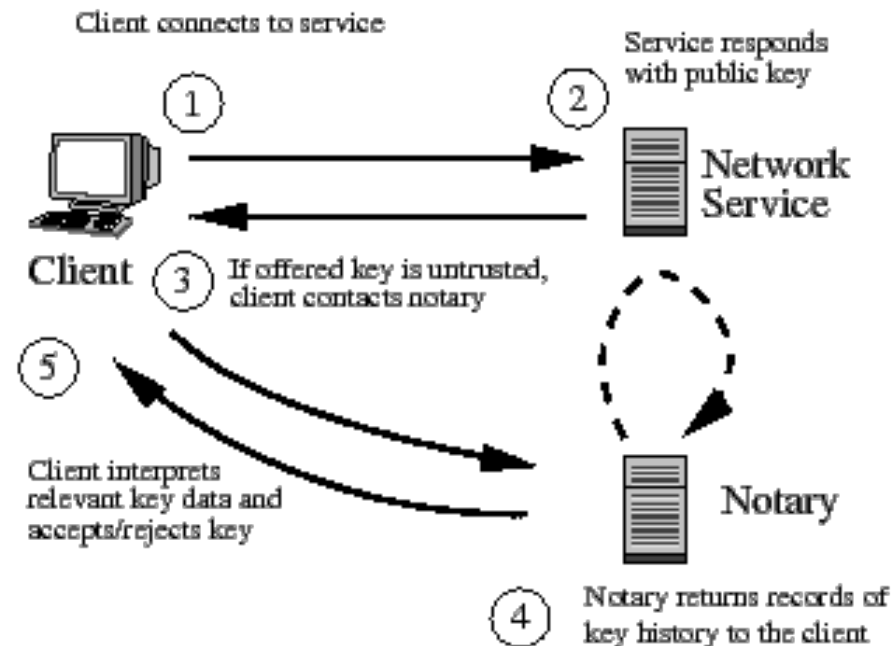 Client connects to service
Service responds
with public key
1
2
Network
Service
Client
3
If offered key is untrusted,
client contacts notary
5
Client interprets
relevant key data and
accepts/rejects key
Notary
4
Notary returns records of
key history to the client